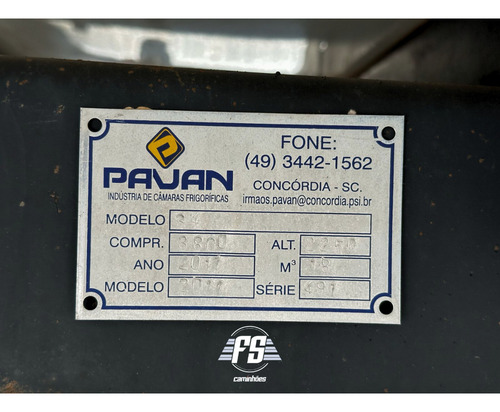 PAVAN
INDÚSTRIA DE CÂMARAS FRIGORÍFICAS
FONE:
(49) 3442-1562
CONCÓRDIA - SC.
irmaos.pavan@concordia.psi.br
MODELO
COMPR.
ALT.
ANO
M³
MODELO
SÉRIE
FS
caminhões